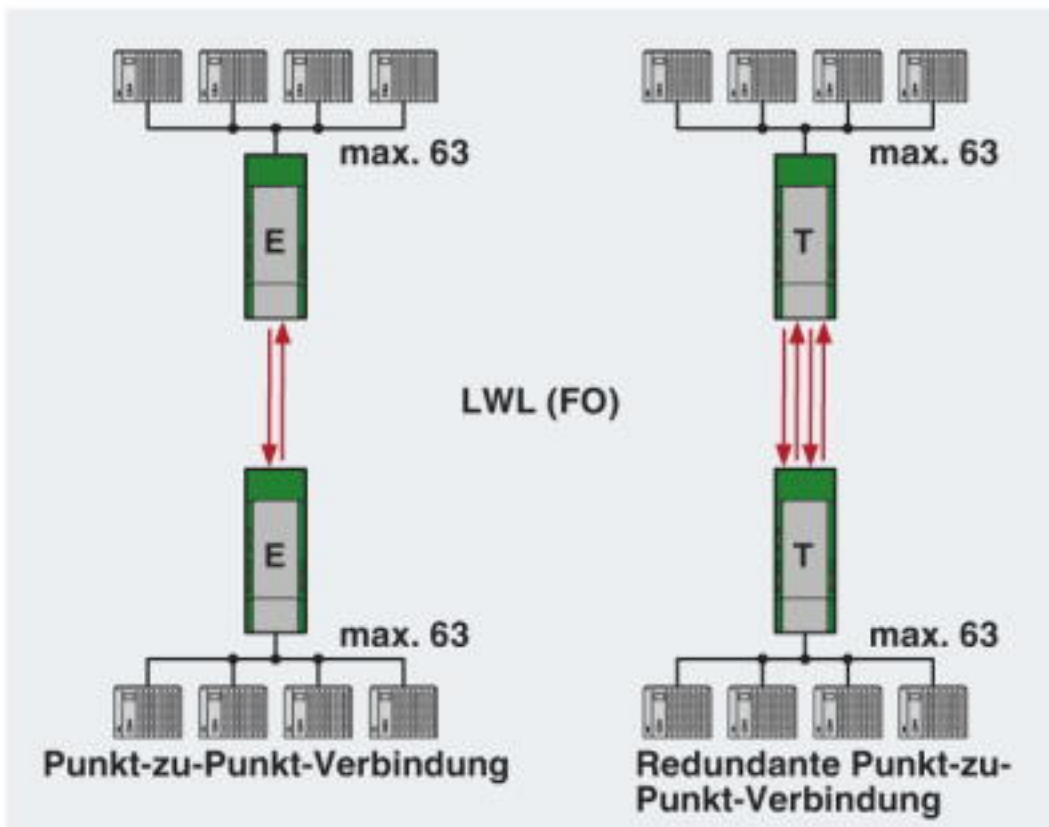 max. 63
max. 63
E
T
LWL (FO)
E
T
max. 63
max. 63
Punkt-zu-Punkt-Verbindung
Redundante Punkt-zu-
Punkt-Verbindung